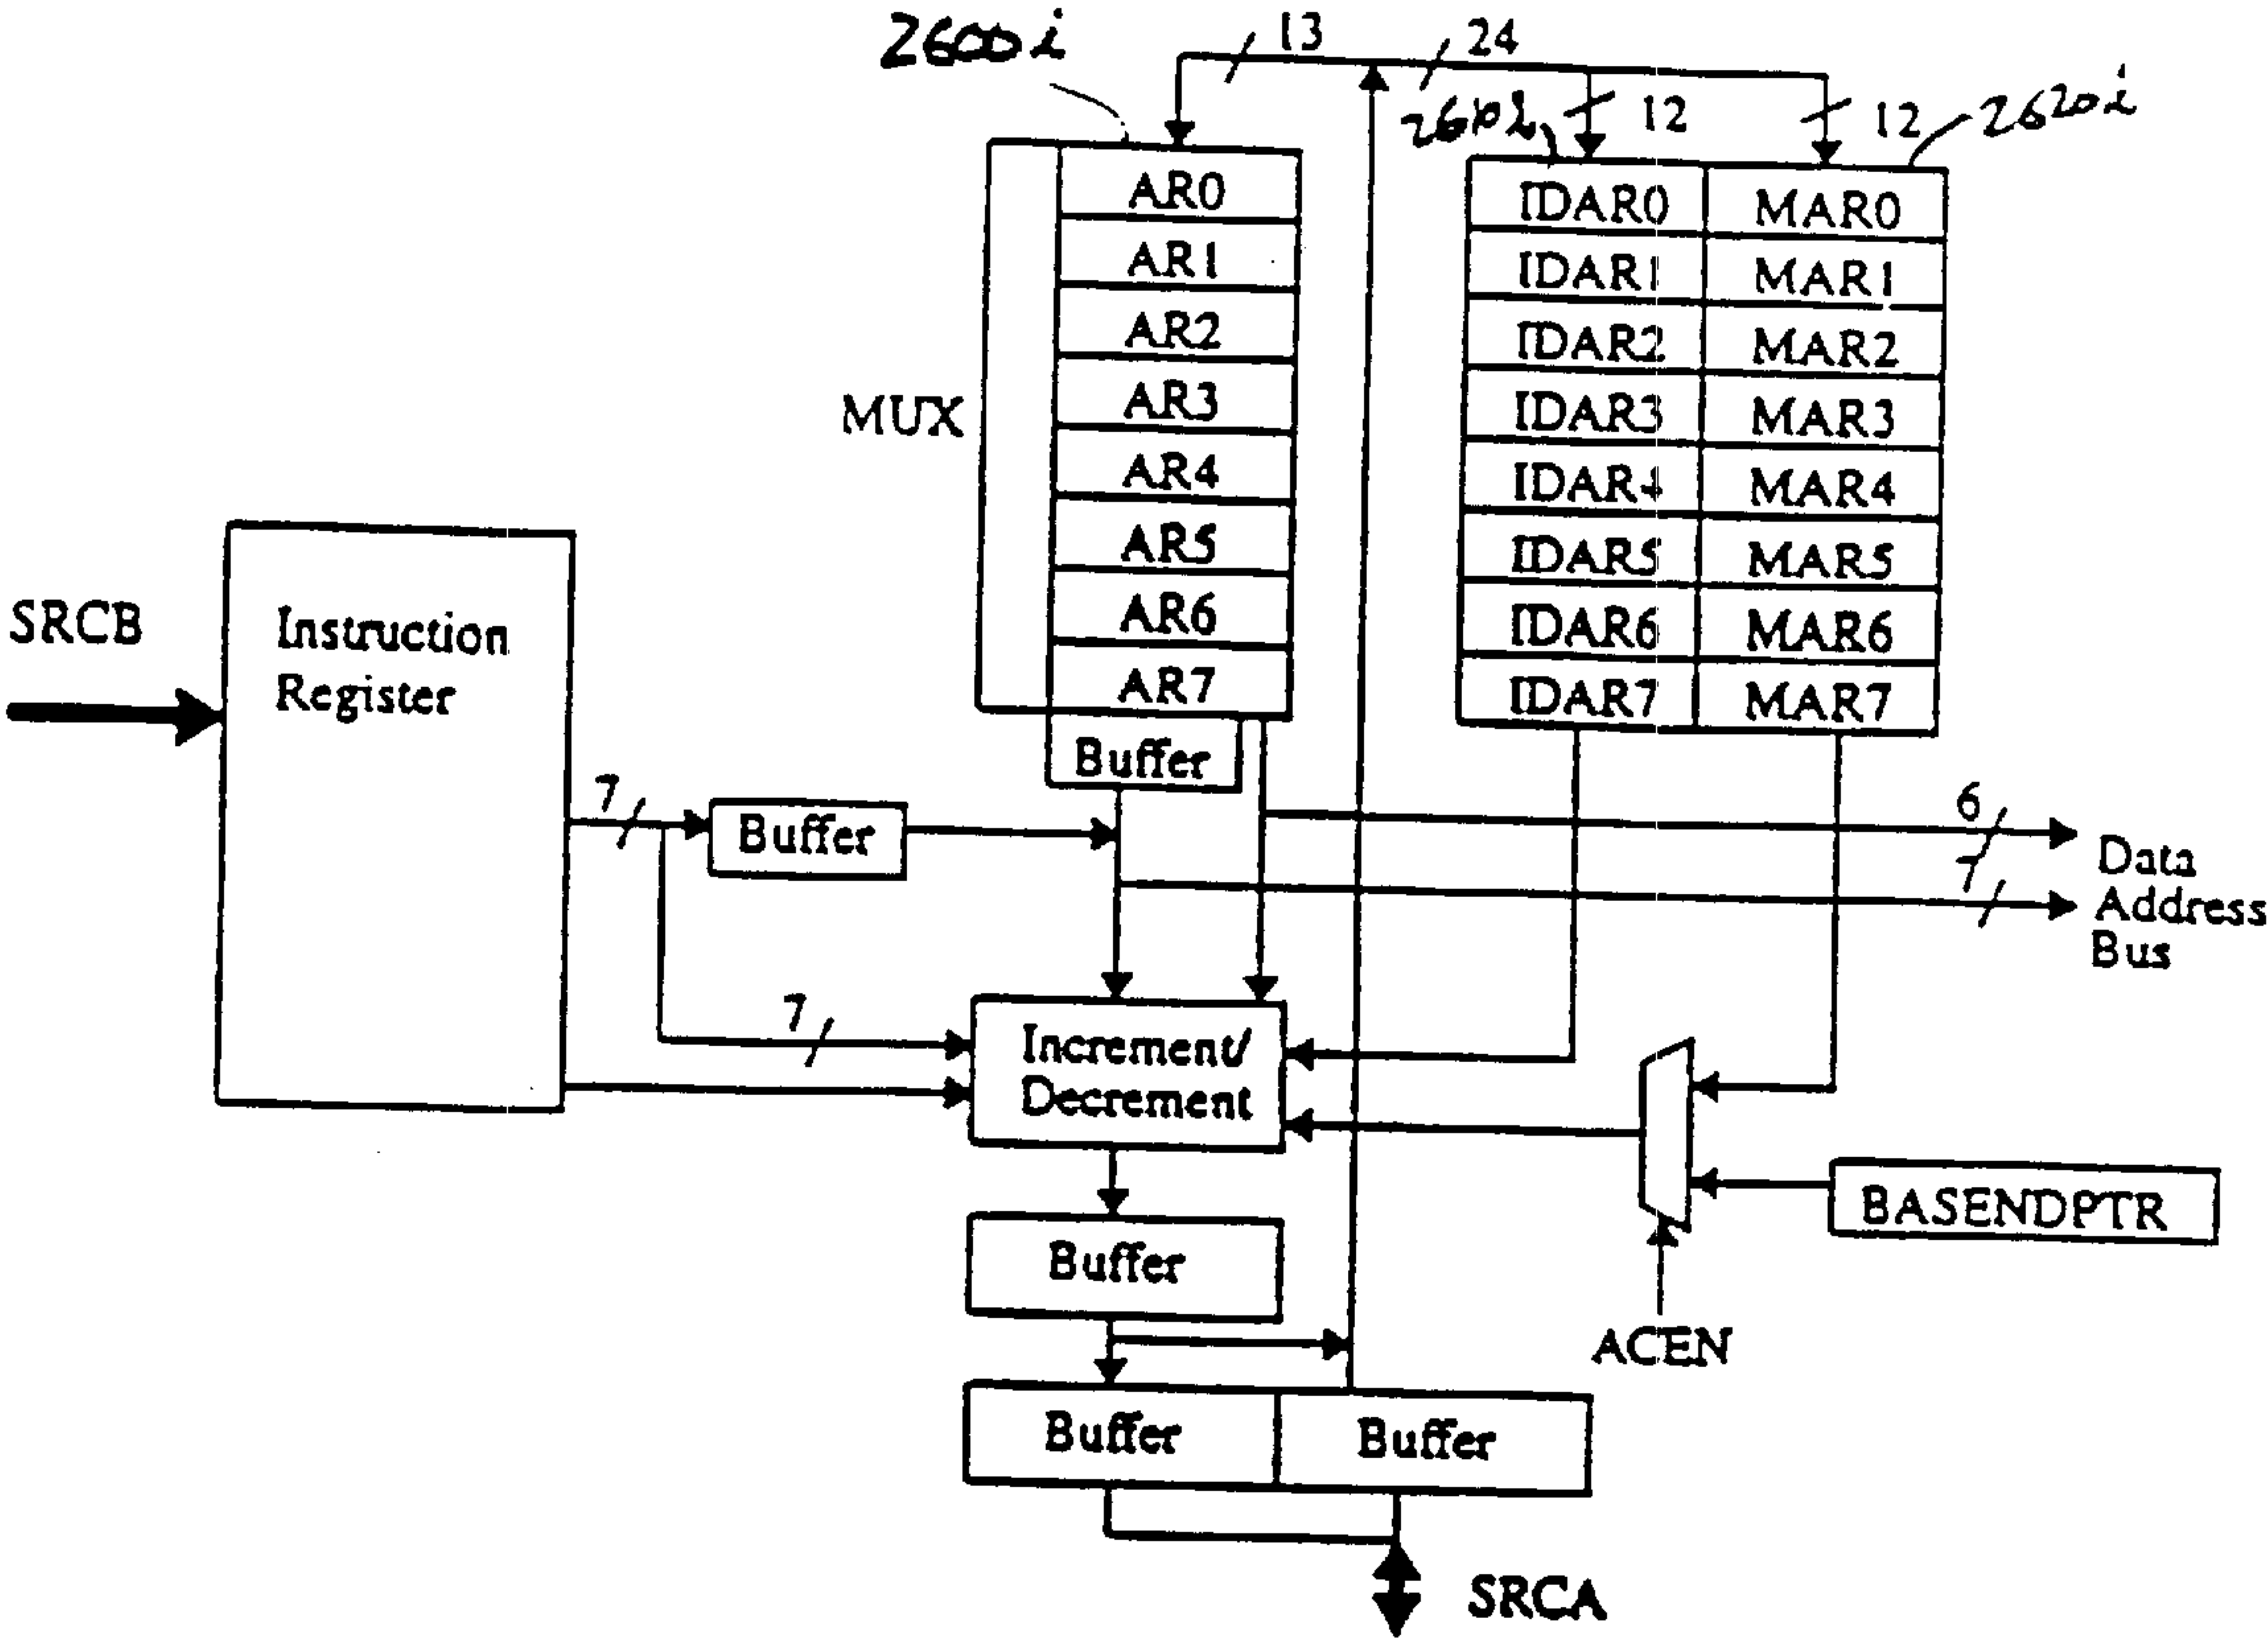 2600i
13
24
2610i
12
12
2620i
MUX
AR0
AR1
AR2
AR3
AR4
AR5
AR6
AR7
Buffer
IDAR0 MAR0
IDAR1 MAR1
IDAR2 MAR2
IDAR3 MAR3
IDAR4 MAR4
IDAR5 MAR5
IDAR6 MAR6
IDAR7 MAR7
SRCB
Instruction
Register
7
Buffer
6
7
Data
Address
Bus
7
Increment/
Decrement
BASENDPTR
ACEN
Buffer
Buffer
Buffer
SRCA